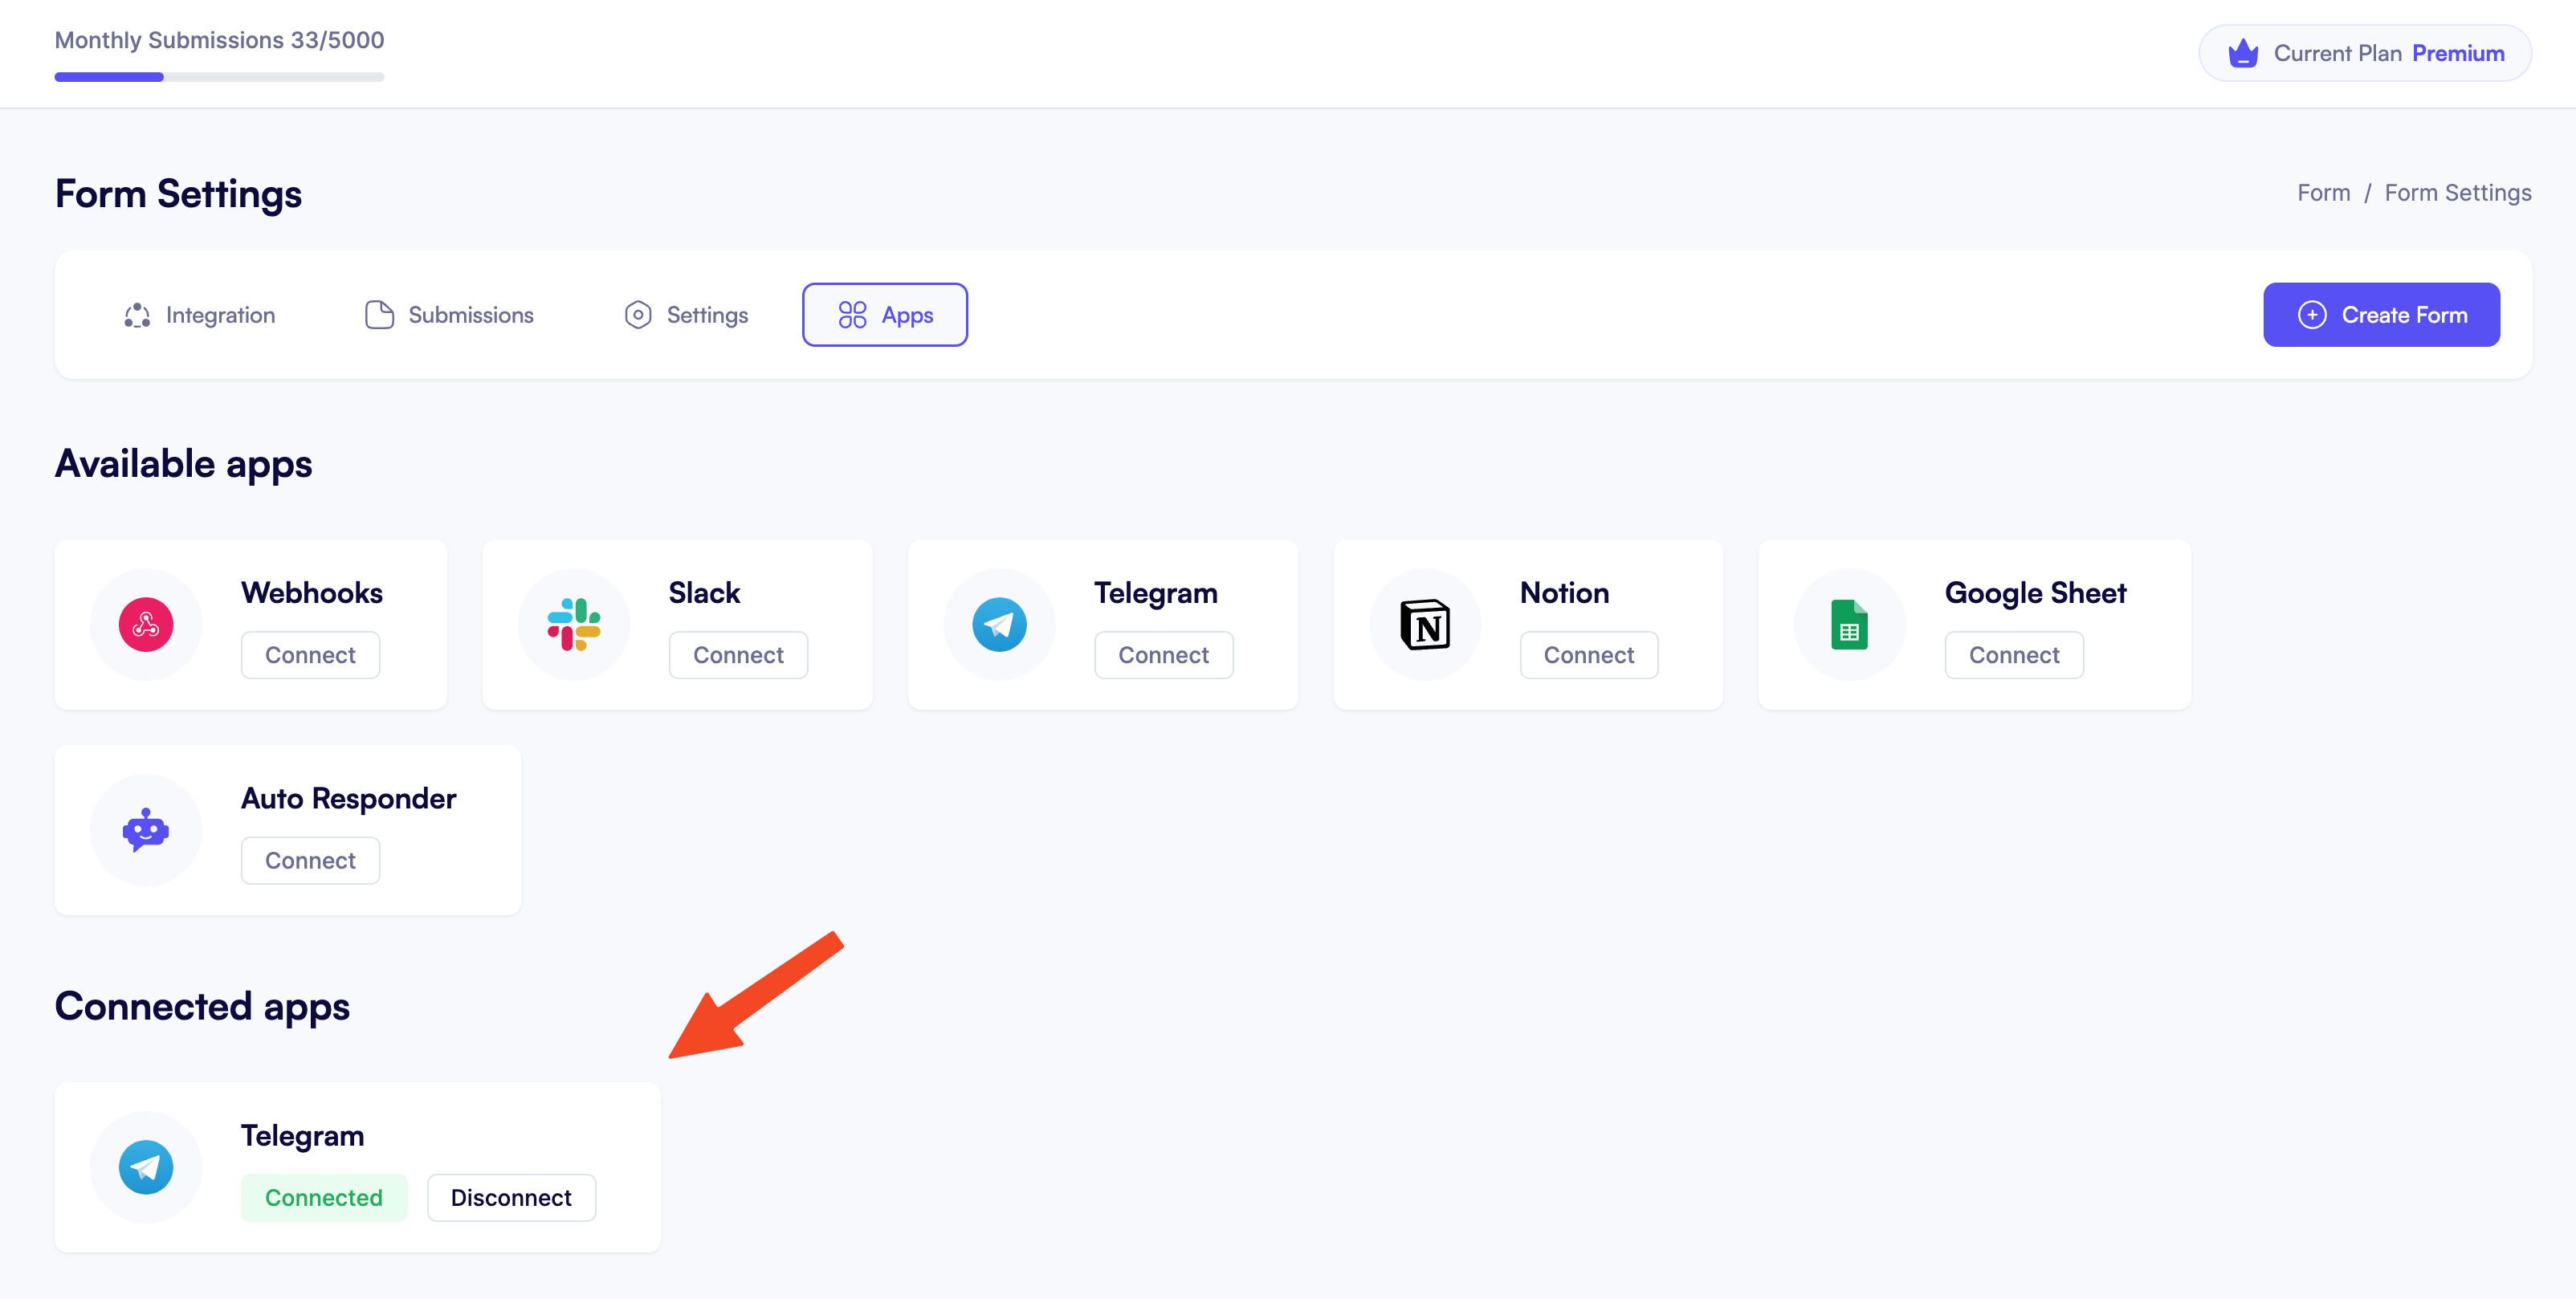 Monthly Submissions 33/5000
Current Plan Premium
Form Settings
Form / Form Settings
Integration
Submissions
Settings
Apps
Create Form
Available apps
Webhooks
Connect
Slack
Connect
Telegram
Connect
N
Notion
Connect
Google Sheet
Connect
Auto Responder
Connect
Connected apps
Telegram
Connected
Disconnect